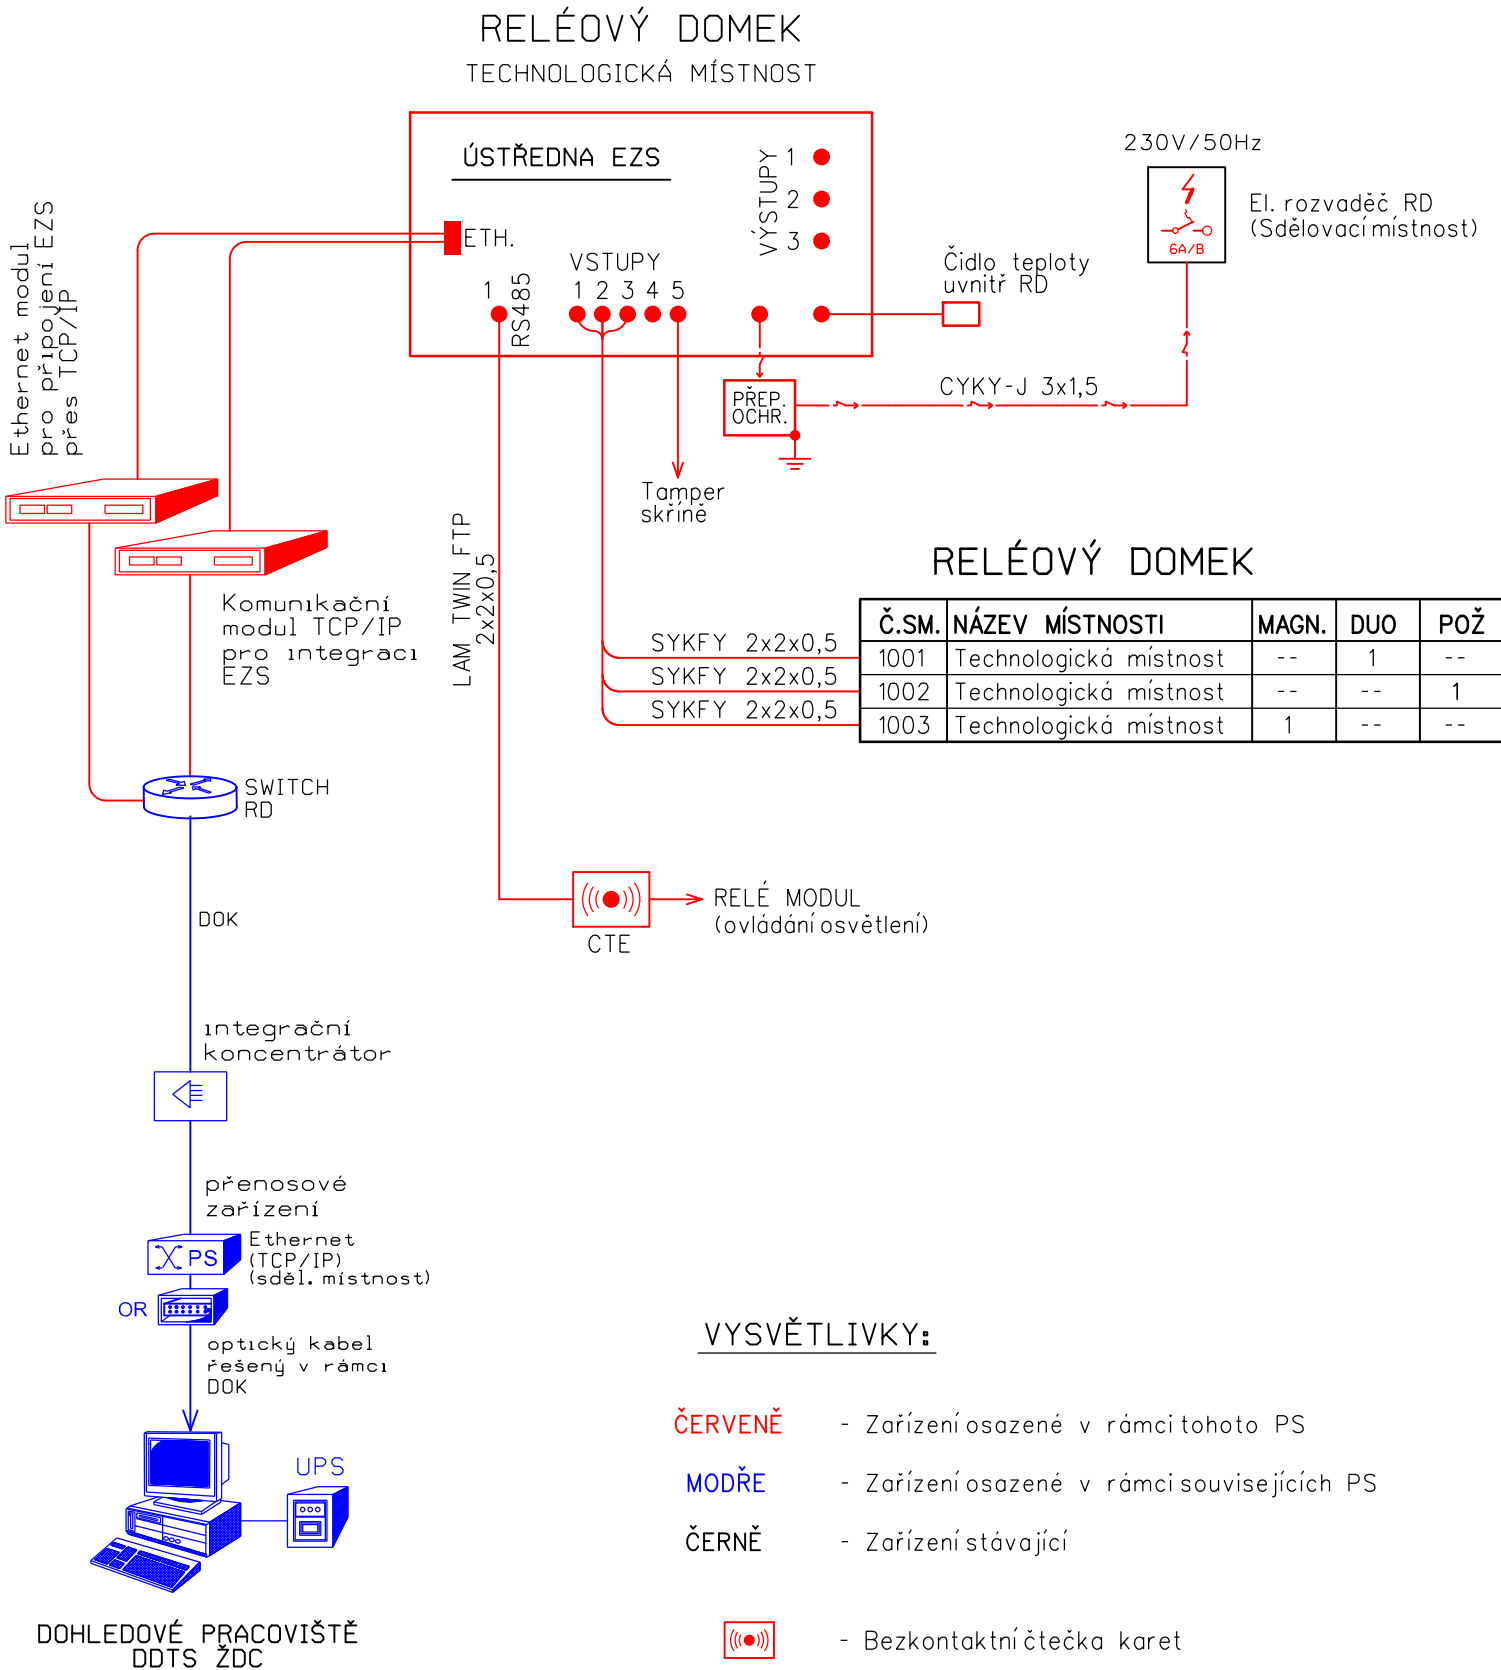 RELÉOVÝ DOMEK
TECHNOLOGICKÁ MÍSTNOST
ÚSTŘEDNA EZS
VÝSTUPY
1
2
3
ETH.
VSTUPY
1 2 3 4 5
1
RS485
230V/50Hz
6A/B
El. rozvaděč RD
(Sdělovací místnost)
Čidlo teploty
uvnitř RD
Ethernet modul
pro připojení EZS
přes TCP/IP
PŘEP.
OCHR.
CYKY-J 3x1,5
Tamper
skříně
LAM TWIN FTP
2x2x0,5
Komunikační
modul TCP/IP
pro integraci
EZS
RELÉOVÝ DOMEK
Č.SM. NÁZEV MÍSTNOSTI MAGN. DUO POŽ
SYKFY 2x2x0,5 1001 Technologická místnost -- 1 --
SYKFY 2x2x0,5 1002 Technologická místnost -- -- 1
SYKFY 2x2x0,5 1003 Technologická místnost 1 -- --
SWITCH
RD
DOK
CTE
RELÉ MODUL
(ovládání osvětlení)
integrační
koncentrátor
přenosové
zařízení
PS
Ethernet
(TCP/IP)
(sděl. místnost)
OR
optický kabel
řešený v rámci
DOK
UPS
DOHLEDOVÉ PRACOVIŠTĚ
DDTS ŽDC
VYSVĚTLIVKY:
ČERVENĚ - Zařízení osazené v rámci tohoto PS
MODŘE - Zařízení osazené v rámci souvisejících PS
ČERNĚ - Zařízení stávající
- Bezkontaktní čtečka karet